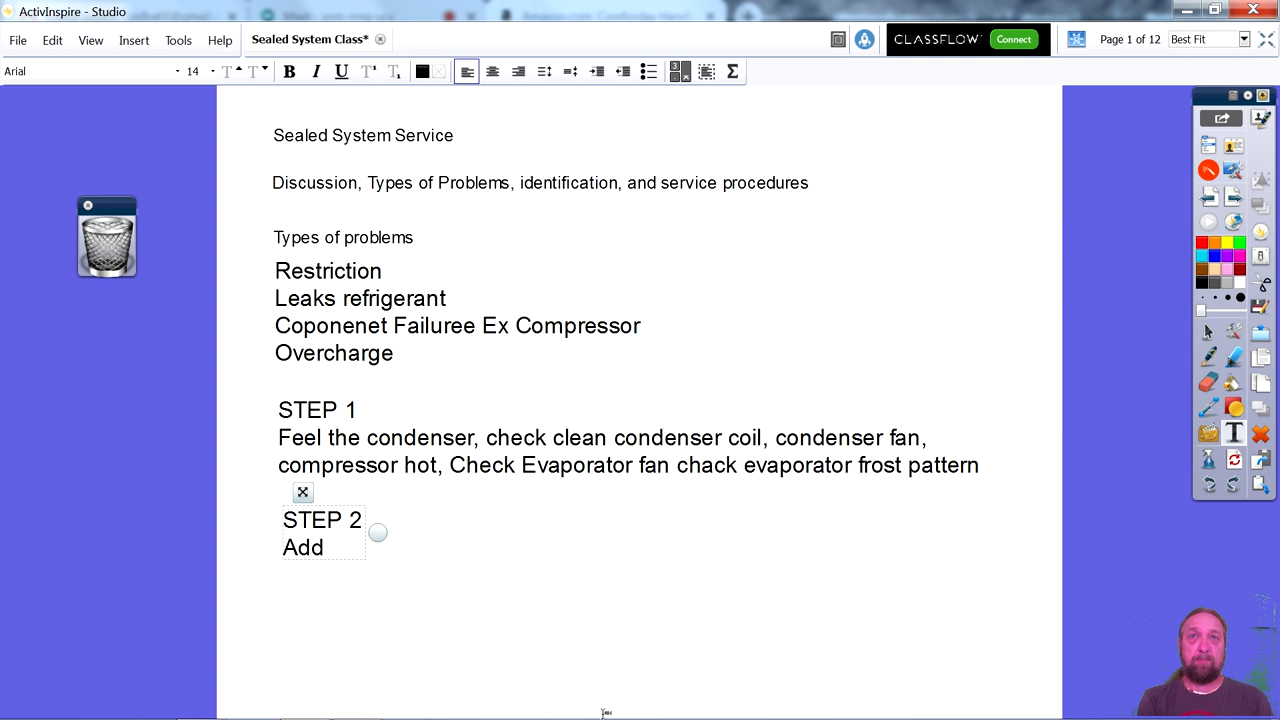 ActivInspire - Studio
File Edit View Insert Tools Help Sealed System Class* CLASSFLOW Connect Page 1 of 12 Best Fit
Arial 14 B I U
Sealed System Service
Discussion, Types of Problems, identification, and service procedures
Types of problems
Restriction
Leaks refrigerant
Coponenet Failuree Ex Compressor
Overcharge
STEP 1
Feel the condenser, check clean condenser coil, condenser fan,
compressor hot, Check Evaporator fan chack evaporator frost pattern
STEP 2
Add